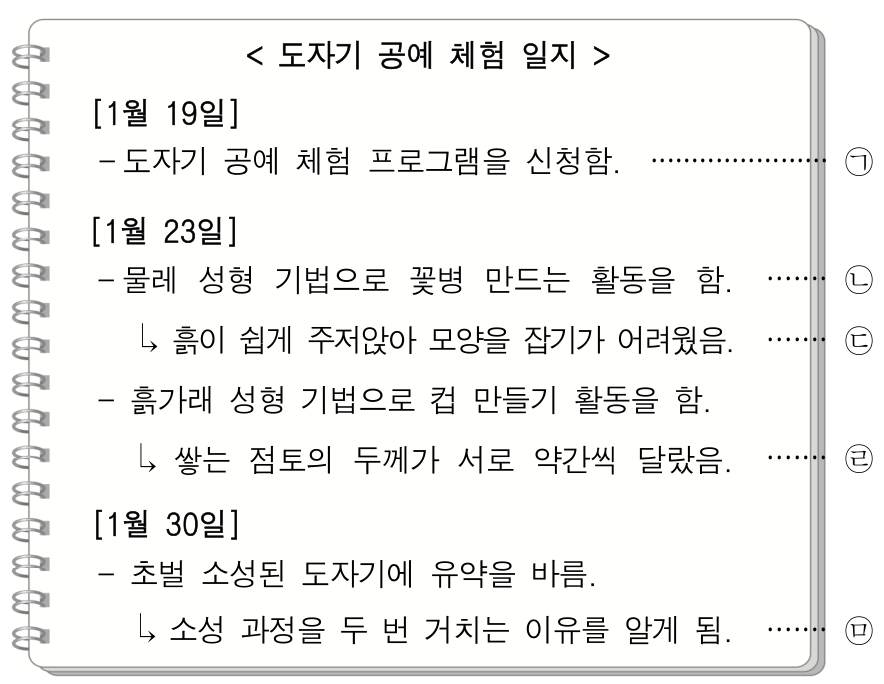 < 도자기 공예 체험 일지 >
[1월 19일]
– 도자기 공예 체험 프로그램을 신청함. ······················ ㉠
[1월 23일]
– 물레 성형 기법으로 꽃병 만드는 활동을 함. ········ ㉡
↳ 흙이 쉽게 주저앉아 모양을 잡기가 어려웠음. ········ ㉢
– 흙가래 성형 기법으로 컵 만들기 활동을 함.
↳ 쌓는 점토의 두께가 서로 약간씩 달랐음. ········ ㉣
[1월 30일]
– 초벌 소성된 도자기에 유약을 바름.
↳ 소성 과정을 두 번 거치는 이유를 알게 됨. ········ ㉤